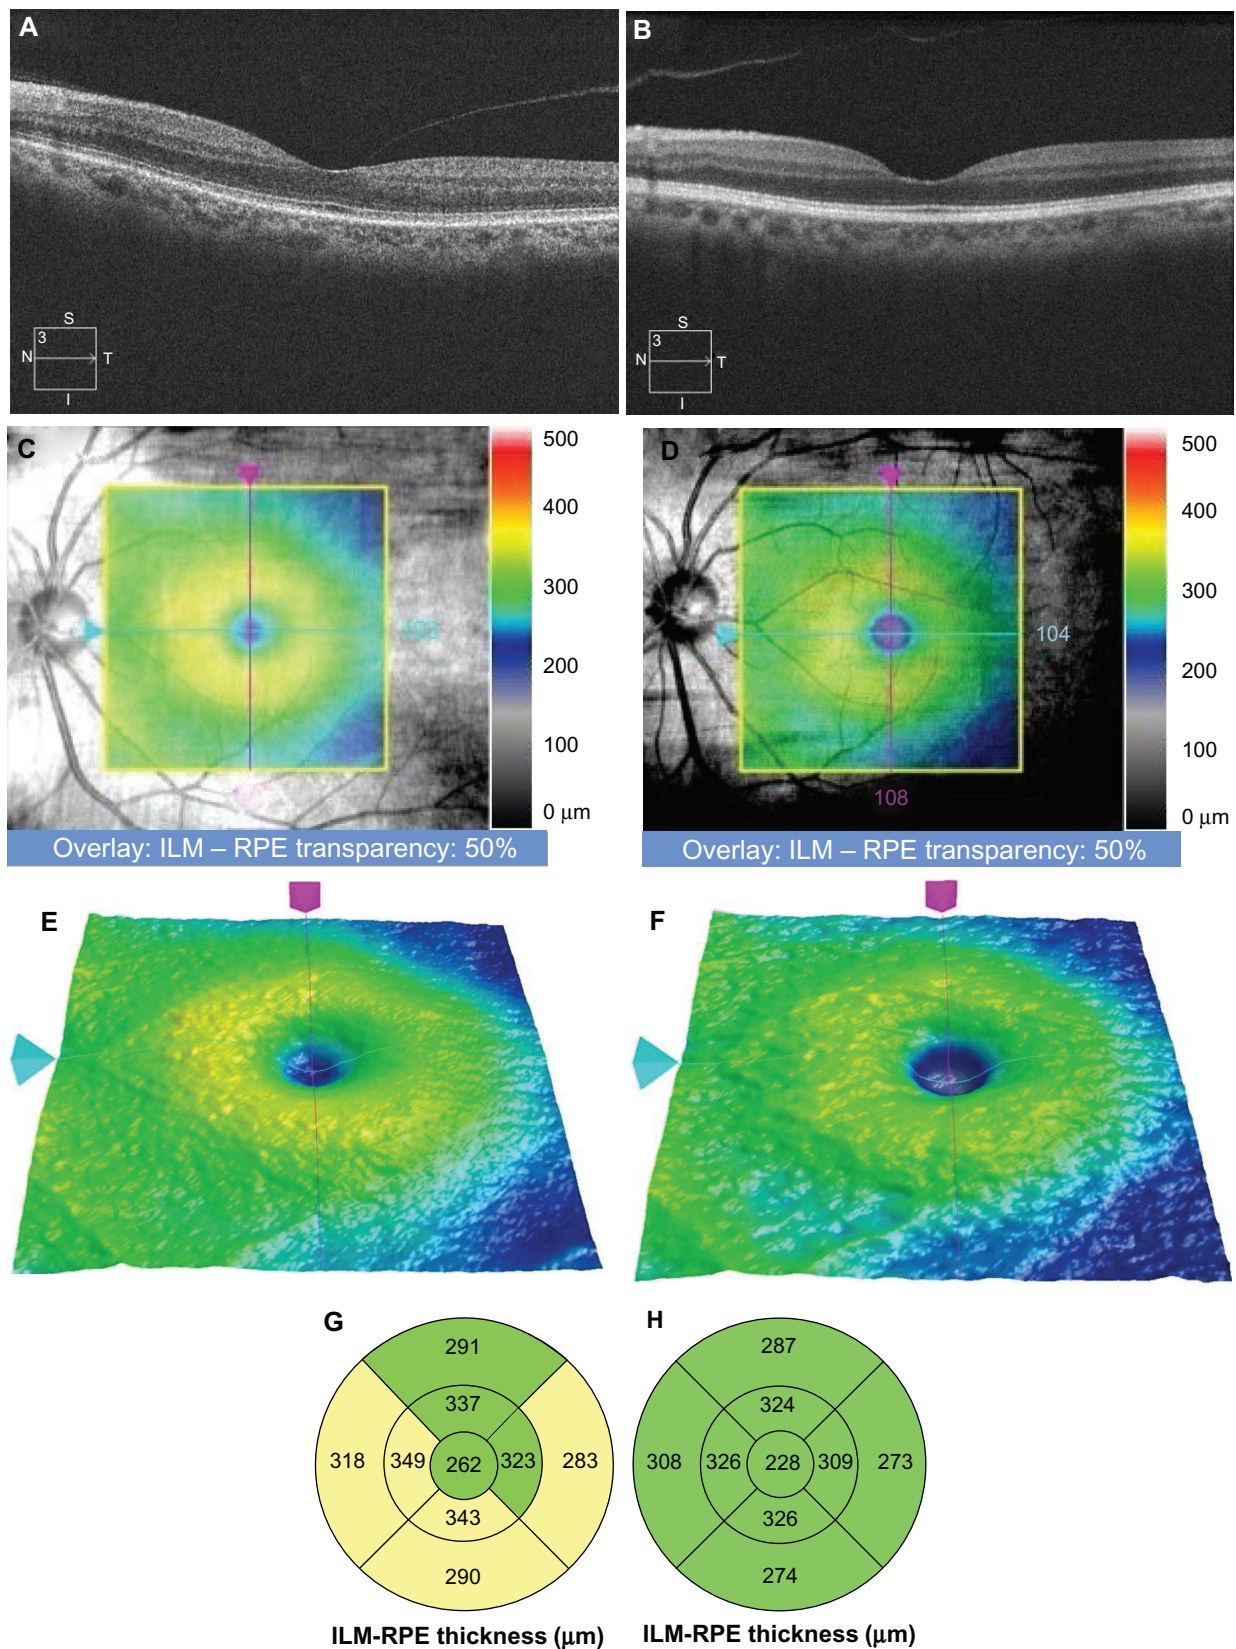 A
B
S
3
N T
I
S
3
N T
I
C
500
400
300
200
100
0 μm
Overlay: ILM – RPE transparency: 50%
D
104
108
500
400
300
200
100
0 μm
Overlay: ILM – RPE transparency: 50%
E
F
G
291
337
318 349 262 323 283
343
290
ILM-RPE thickness (μm)
H
287
324
308 326 228 309 273
326
274
ILM-RPE thickness (μm)